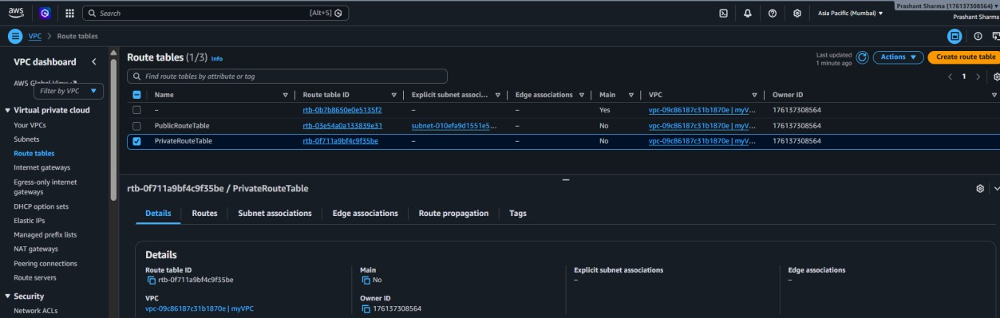 aws Search [Alt+S] Asia Pacific (Mumbai) ▼ Prashant Sharma (176137308564) ▼
Prashant Sharma
VPC > Route tables
VPC dashboard
AWS Global View
Filter by VPC ▼
▼ Virtual private cloud
Your VPCs
Subnets
Route tables
Internet gateways
Egress-only internet
gateways
DHCP option sets
Elastic IPs
Managed prefix lists
NAT gateways
Peering connections
Route servers
▼ Security
Network ACLs
Route tables (1/3) Info
Last updated
1 minute ago
Actions ▼ Create route table
Find route tables by attribute or tag
< 1 >
Name Route table ID Explicit subnet associ... Edge associations Main VPC Owner ID
– rtb-0b7b8650e0e5135f2 – – Yes vpc-09c86187c31b1870e | myV... 176137308564
PublicRouteTable rtb-03e54a0a133839e31 subnet-010efa9d1551e5... – No vpc-09c86187c31b1870e | myV... 176137308564
PrivateRouteTable rtb-0f711a9bf4c9f35be – – No vpc-09c86187c31b1870e | myV... 176137308564
rtb-0f711a9bf4c9f35be / PrivateRouteTable
Details Routes Subnet associations Edge associations Route propagation Tags
Details
Route table ID
rtb-0f711a9bf4c9f35be
Main
No
Explicit subnet associations
–
Edge associations
–
VPC
vpc-09c86187c31b1870e | myVPC
Owner ID
176137308564